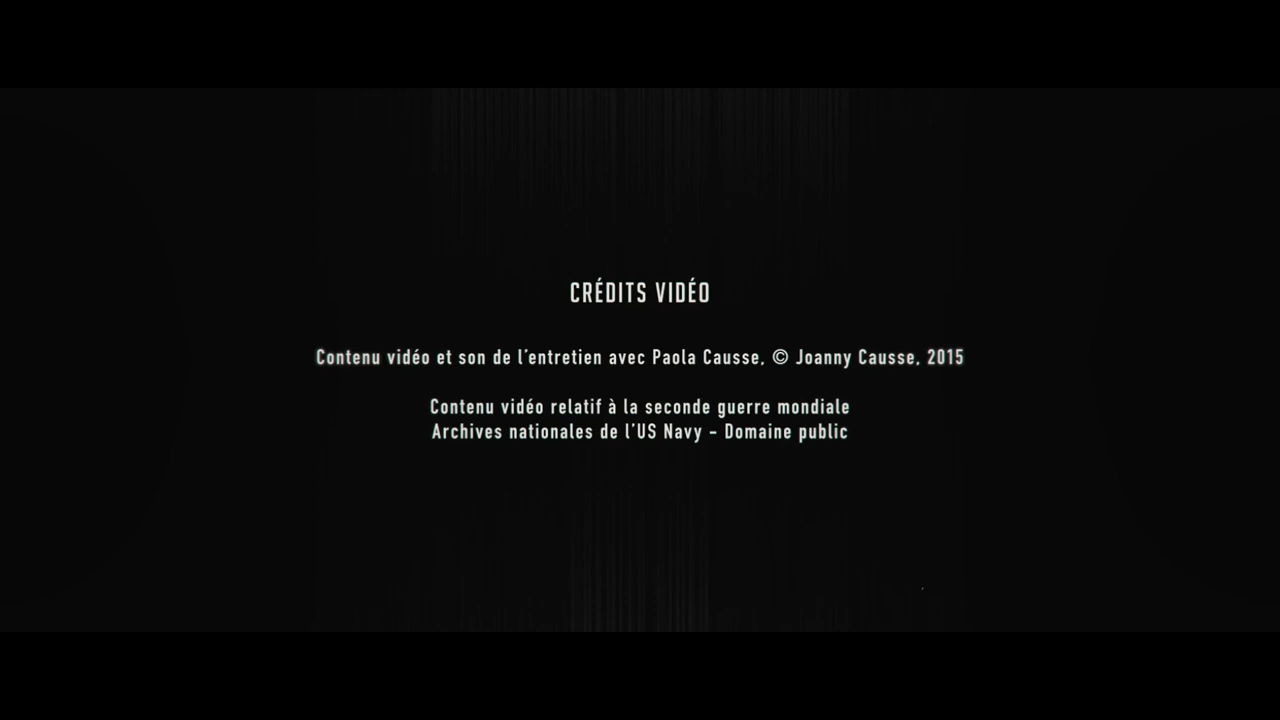 CRÉDITS VIDÉO
Contenu vidéo et son de l'entretien avec Paola Causse, © Joanny Causse, 2015
Contenu vidéo relatif à la seconde guerre mondiale
Archives nationales de l'US Navy - Domaine public